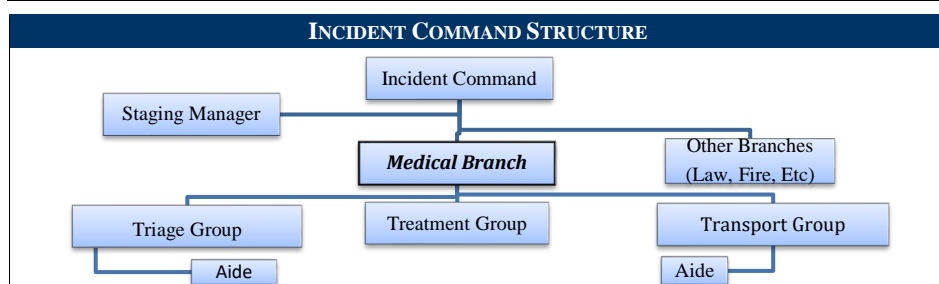 INCIDENT COMMAND STRUCTURE
Incident Command
Staging Manager
Medical Branch
Other Branches
(Law, Fire, Etc)
Triage Group
Treatment Group
Transport Group
Aide
Aide